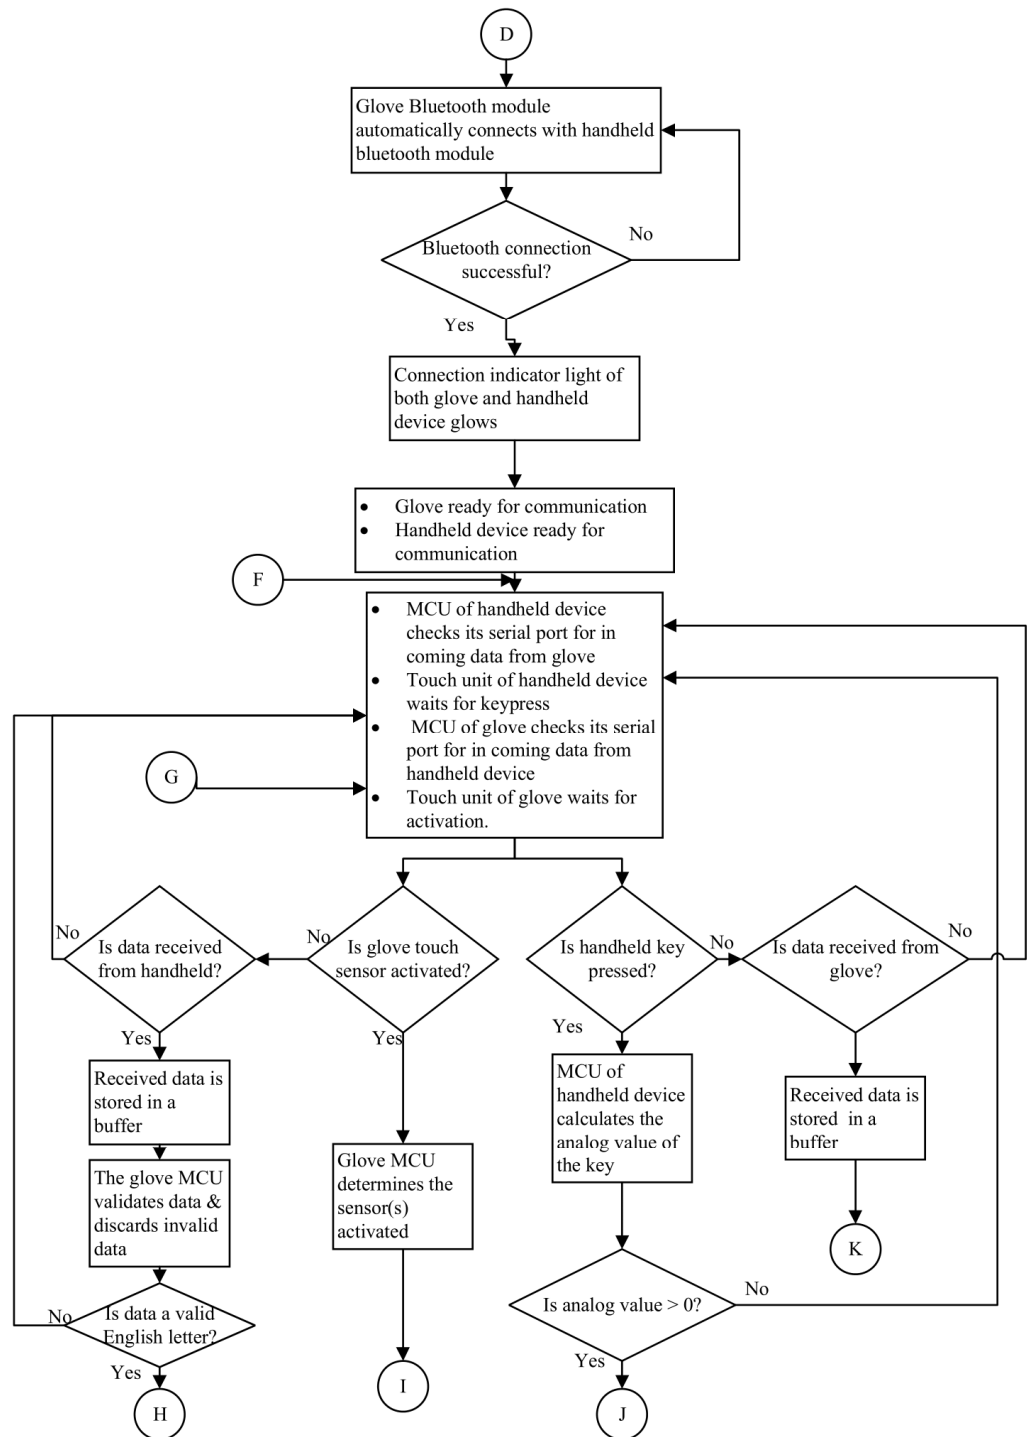 D
Glove Bluetooth module
automatically connects with handheld
bluetooth module
No
Bluetooth connection
successful?
Yes
Connection indicator light of
both glove and handheld
device glows
• Glove ready for communication
• Handheld device ready for
communication
F
• MCU of handheld device
checks its serial port for in
coming data from glove
• Touch unit of handheld device
waits for keypress
• MCU of glove checks its serial
port for in coming data from
handheld device
• Touch unit of glove waits for
activation.
G
No
Is data received
from handheld?
Yes
No
Is glove touch
sensor activated?
Yes
Is handheld key
pressed?
No
Yes
Is data received from
glove?
No
Received data is
stored in a
buffer
The glove MCU
validates data &
discards invalid
data
Glove MCU
determines the
sensor(s)
activated
MCU of
handheld device
calculates the
analog value of
the key
Received data is
stored in a
buffer
K
No
Is data a valid
English letter?
Yes
H
I
Is analog value > 0?
No
Yes
J